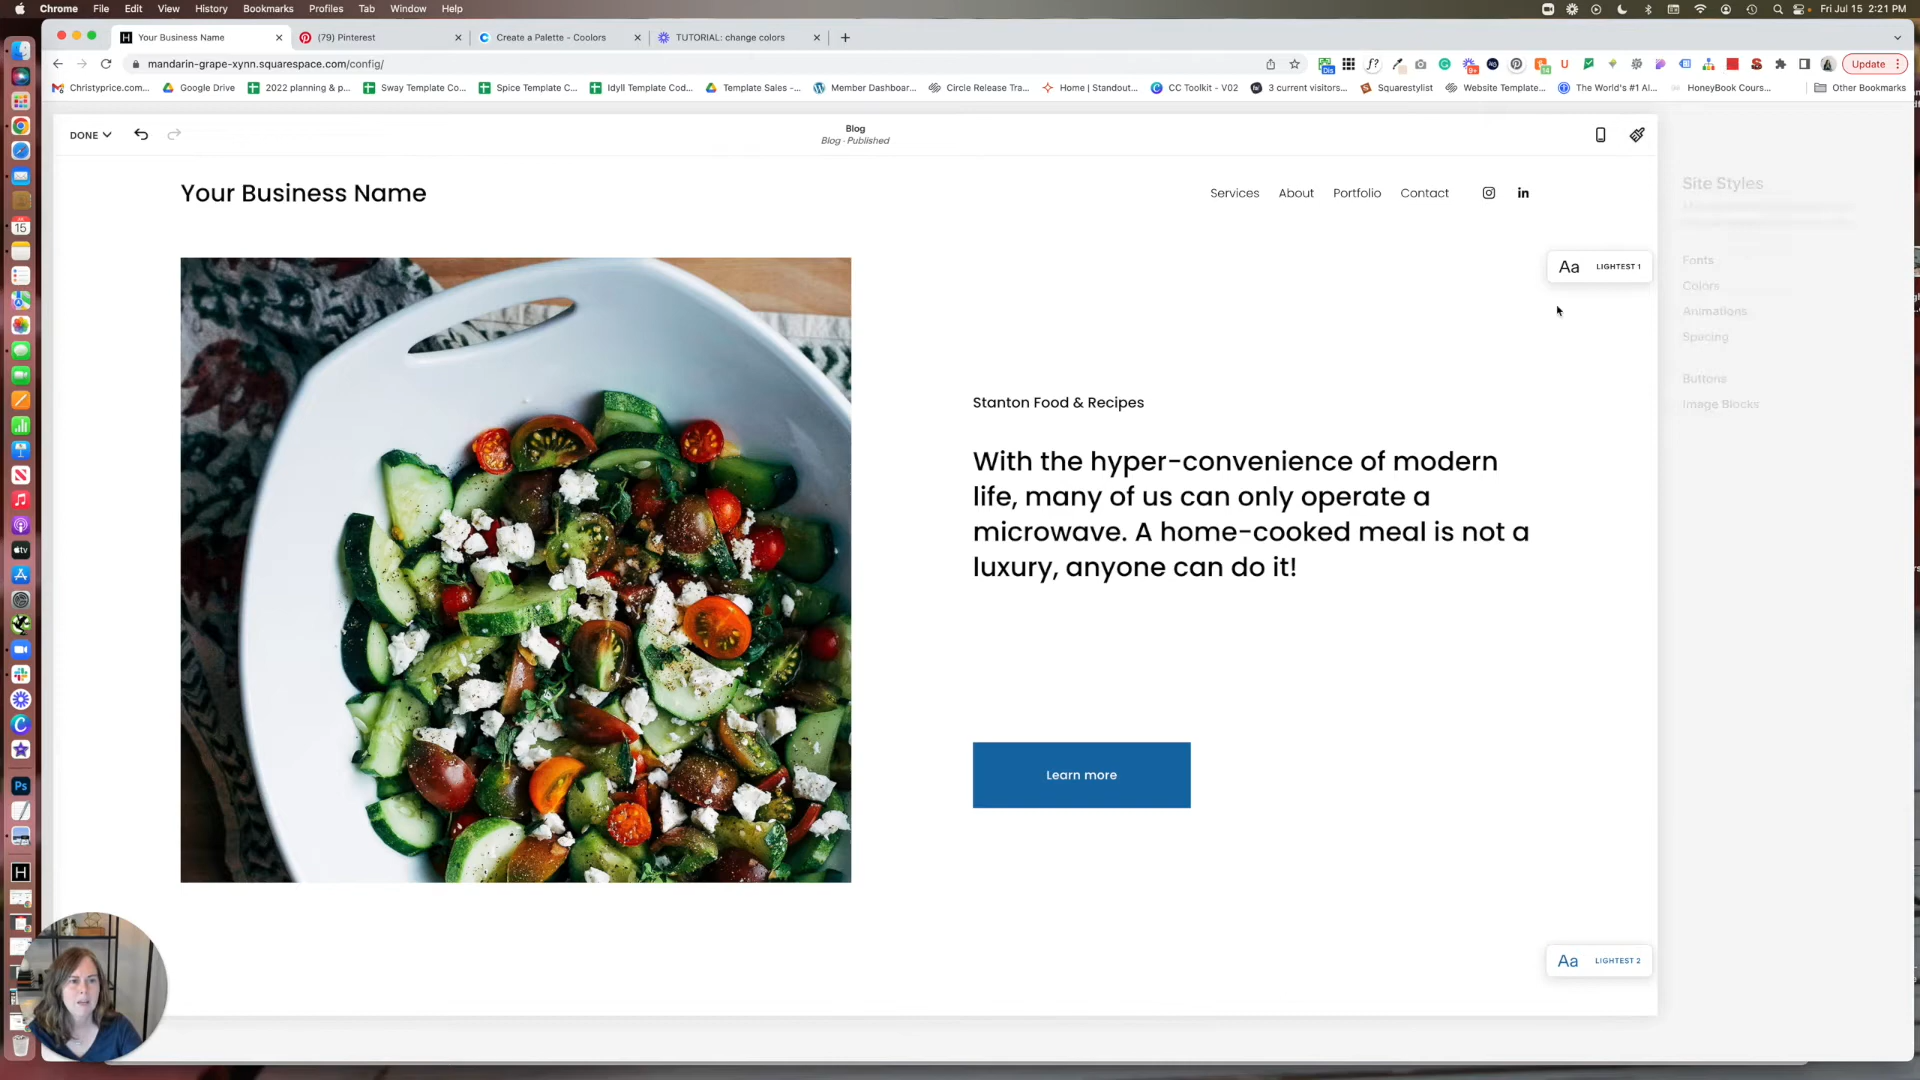 Chrome File Edit View History Bookmarks Profiles Tab Window Help
Fri Jul 15 2:21 PM
Your Business Name
(79) Pinterest
Create a Palette - Coolors
TUTORIAL: change colors
mandarin-grape-xynn.squarespace.com/config/
Update
Christyprice.com...
Google Drive
2022 planning & p...
Sway Template Co...
Spice Template C...
Idyll Template Cod...
Template Sales -...
Member Dashboar...
Circle Release Tra...
Home | Standout...
CC Toolkit - V02
3 current visitors...
Squarestylist
Website Template...
The World's #1 Al...
HoneyBook Cours...
Other Bookmarks
DONE
Blog
Blog · Published
Your Business Name
Services About Portfolio Contact
Aa LIGHTEST 1
Site Styles
Fonts
Colors
Animations
Spacing
Buttons
Image Blocks
Stanton Food & Recipes
With the hyper-convenience of modern
life, many of us can only operate a
microwave. A home-cooked meal is not a
luxury, anyone can do it!
Learn more
Aa LIGHTEST 2